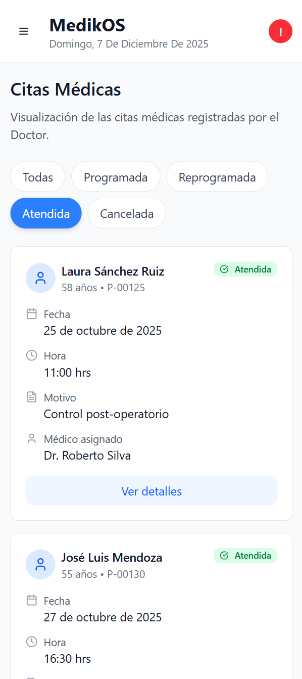 MedikOS
Domingo, 7 De Diciembre De 2025
!
Citas Médicas
Visualización de las citas médicas registradas por el
Doctor.
Todas
Programada
Reprogramada
Atendida
Cancelada
Laura Sánchez Ruiz
Atendida
58 años • P-00125
Fecha
25 de octubre de 2025
Hora
11:00 hrs
Motivo
Control post-operatorio
Médico asignado
Dr. Roberto Silva
Ver detalles
José Luis Mendoza
Atendida
55 años • P-00130
Fecha
27 de octubre de 2025
Hora
16:30 hrs